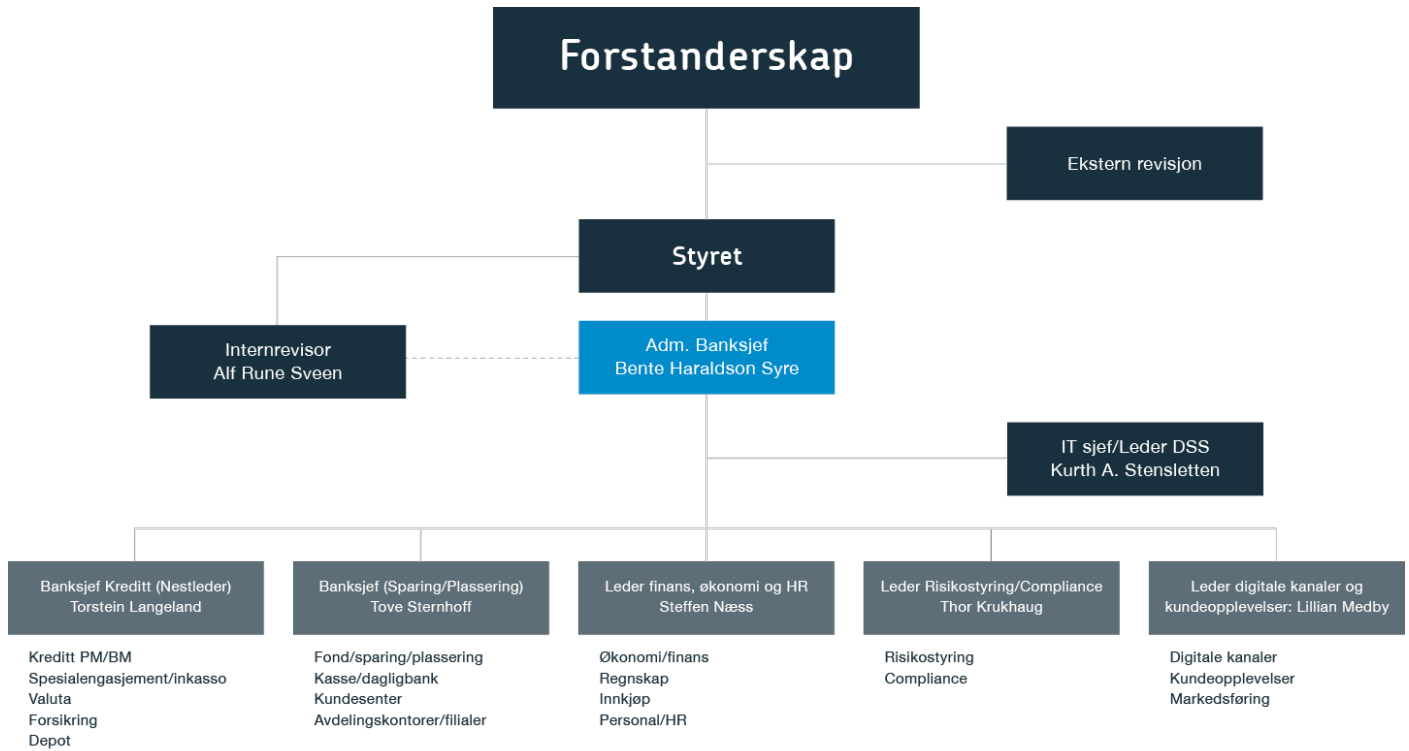 Forstanderskap
Ekstern revisjon
Styret
Internrevisor
Alf Rune Sveen
Adm. Banksjef
Bente Haraldson Syre
IT sjef/Leder DSS
Kurth A. Stensletten
Banksjef Kreditt (Nestleder)
Torstein Langeland
Kreditt PM/BM
Spesialengasjement/inkasso
Valuta
Forsikring
Depot
Banksjef (Sparing/Plassering)
Tove Sternhoff
Fond/sparing/plassering
Kasse/dagligbank
Kundesenter
Avdelingskontorer/filialer
Leder finans, økonomi og HR
Steffen Næss
Økonomi/finans
Regnskap
Innkjøp
Personal/HR
Leder Risikostyring/Compliance
Thor Krukhaug
Risikostyring
Compliance
Leder digitale kanaler og
kundeopplevelser: Lillian Medby
Digitale kanaler
Kundeopplevelser
Markedsføring